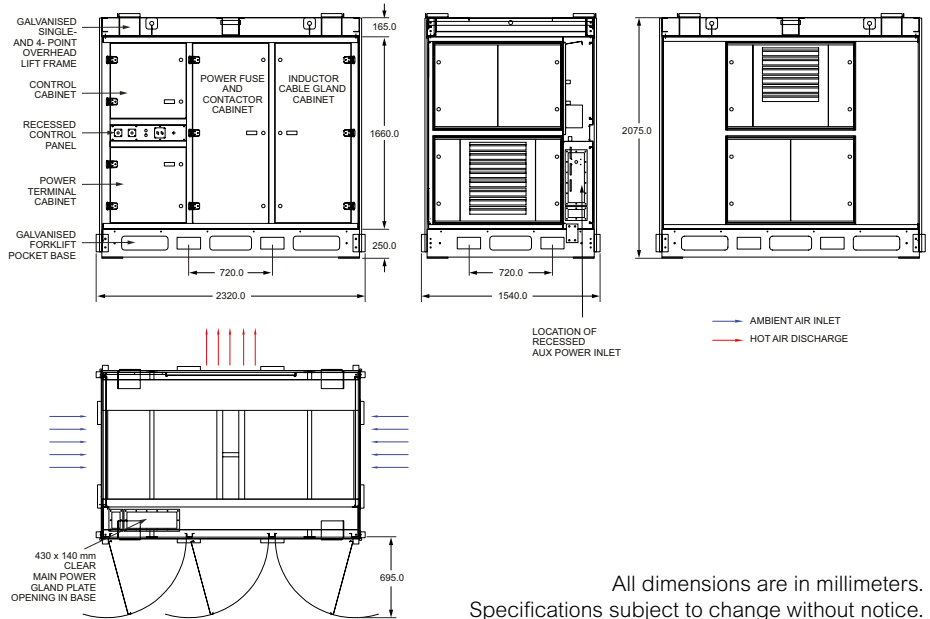 GALVANISED
SINGLE-
AND 4- POINT
OVERHEAD
LIFT FRAME
CONTROL
CABINET
RECESSED
CONTROL
PANEL
POWER
TERMINAL
CABINET
GALVANISED
FORKLIFT
POCKET BASE
POWER FUSE
AND
CONTACTOR
CABINET
INDUCTOR
CABLE GLAND
CABINET
165.0
1660.0
250.0
720.0
2320.0
720.0
1540.0
LOCATION OF
RECESSED
AUX POWER INLET
2075.0
AMBIENT AIR INLET
HOT AIR DISCHARGE
430 x 140 mm
CLEAR
MAIN POWER
GLAND PLATE
OPENING IN BASE
695.0
All dimensions are in millimeters.
Specifications subject to change without notice.